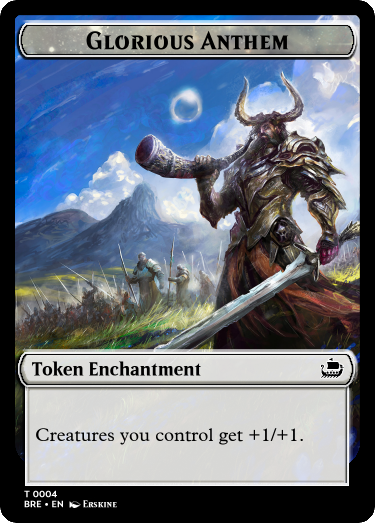 Glorious Anthem
Token Enchantment
Creatures you control get +1/+1.
T 0004
BRE • EN Erskine